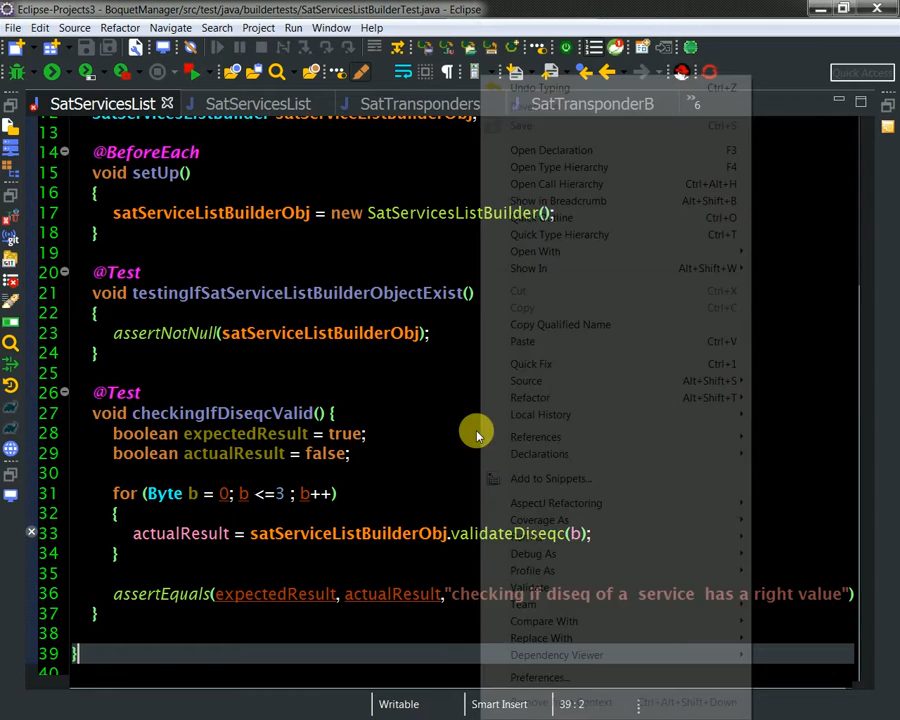 workspace - Eclipse-Projects3 - BoquetManager/src/test/java/buildertests/SatServicesListBuilderTest.java - Eclipse
File Edit Source Refactor Navigate Search Project Run Window Help
Quick Access
SatServicesList SatServicesList SatTransponders SatTransponderB »6
13
14 @BeforeEach
15 void setUp()
16 {
17 satServiceListBuilderObj = new SatServicesListBuilder();
18 }
19
20 @Test
21 void testingIfSatServiceListBuilderObjectExist()
22 {
23 assertNotNull(satServiceListBuilderObj);
24 }
25
26 @Test
27 void checkingIfDiseqcValid() {
28 boolean expectedResult = true;
29 boolean actualResult = false;
30
31 for (Byte b = 0; b <=3 ; b++)
32 {
33 actualResult = satServiceListBuilderObj.validateDiseqc(b);
34 }
35
36 assertEquals(expectedResult, actualResult,"checking if diseq of a service has a right value")
37 }
38
39 }
40
Undo Typing Ctrl+Z
Save Ctrl+S
Open Declaration F3
Open Type Hierarchy F4
Open Call Hierarchy Ctrl+Alt+H
Show in Breadcrumb Alt+Shift+B
Quick Outline Ctrl+O
Quick Type Hierarchy Ctrl+T
Open With
Show In Alt+Shift+W
Cut Ctrl+X
Copy Ctrl+C
Copy Qualified Name
Paste Ctrl+V
Quick Fix Ctrl+1
Source Alt+Shift+S
Refactor Alt+Shift+T
Local History
References
Declarations
Add to Snippets...
AspectJ Refactoring
Coverage As
Debug As
Profile As
Validate
Team
Compare With
Replace With
Dependency Viewer
Preferences...
Remove from Context Ctrl+Alt+Shift+Down
Writable Smart Insert 39 : 2